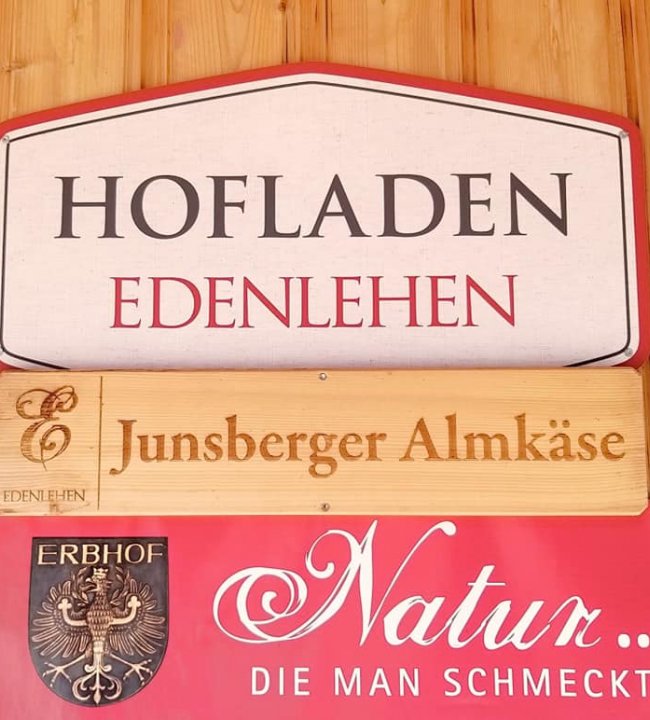 HOFLADEN
EDENLEHEN
E
EDENLEHEN
Junsberger Almkäse
ERBHOF
Natur..
DIE MAN SCHMECKT